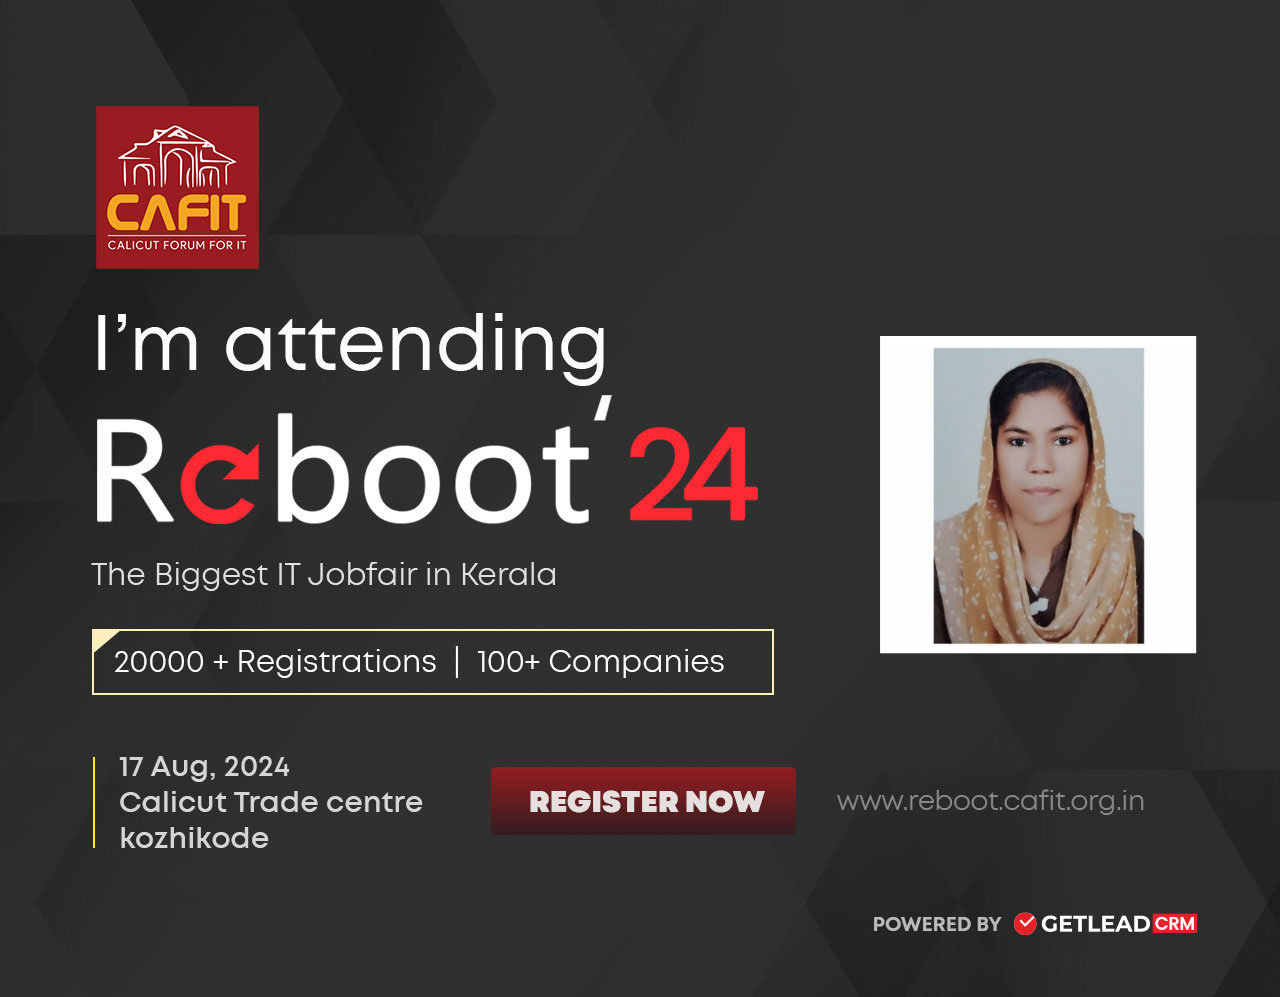 CAFIT
CALICUT FORUM FOR IT
I'm attending
Reboot'24
The Biggest IT Jobfair in Kerala
20000 + Registrations | 100+ Companies
17 Aug, 2024
Calicut Trade centre
kozhikode
REGISTER NOW
www.reboot.cafit.org.in
POWERED BY GETLEAD CRM